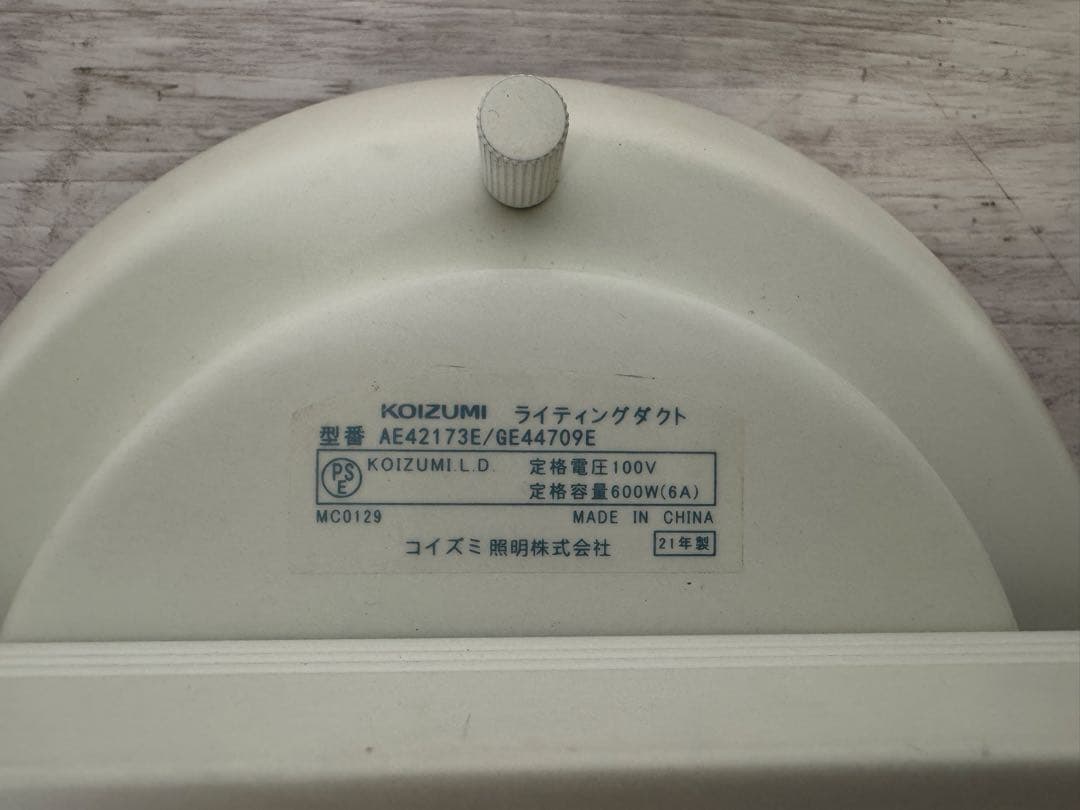 KOIZUMI ライティングダクト
型番 AE42173E/GE44709E
PSE KOIZUMI.L.D. 定格電圧100V
定格容量600W(6A)
MC0129 MADE IN CHINA
コイズミ照明株式会社 21年製